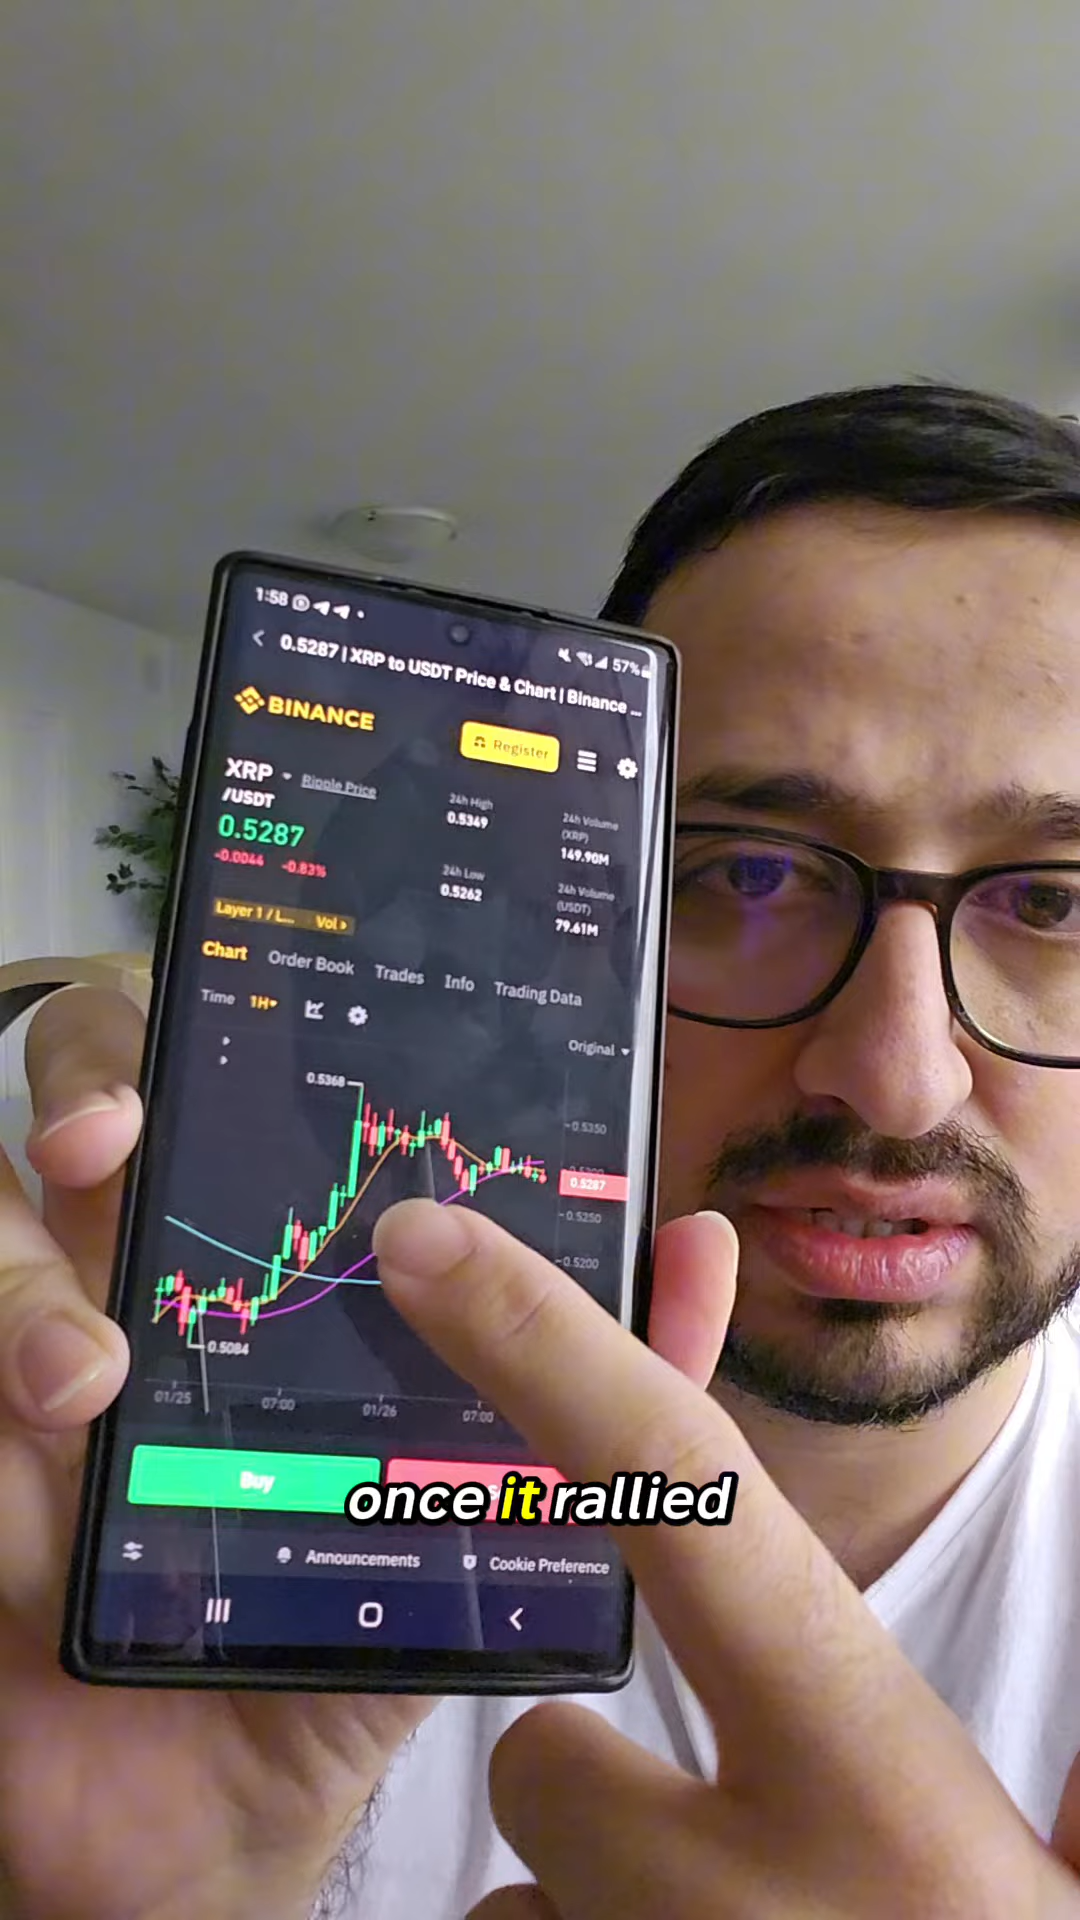 1:58
57%
0.5287 | XRP to USDT Price & Chart | Binance ...
BINANCE
Register
XRP
Ripple Price
/USDT
0.5287
-0.0044 -0.83%
24h High
0.5349
24h Volume
(XRP)
149.90M
24h Low
0.5262
24h Volume
(USDT)
79.61M
Layer 1 / L... Vol
Chart Order Book Trades Info Trading Data
Time 1H
Original
0.5368
0.5350
0.5300
0.5287
0.5250
0.5200
0.5084
01/25 07:00 01/26 07:00
Buy
once it rallied
Announcements Cookie Preference